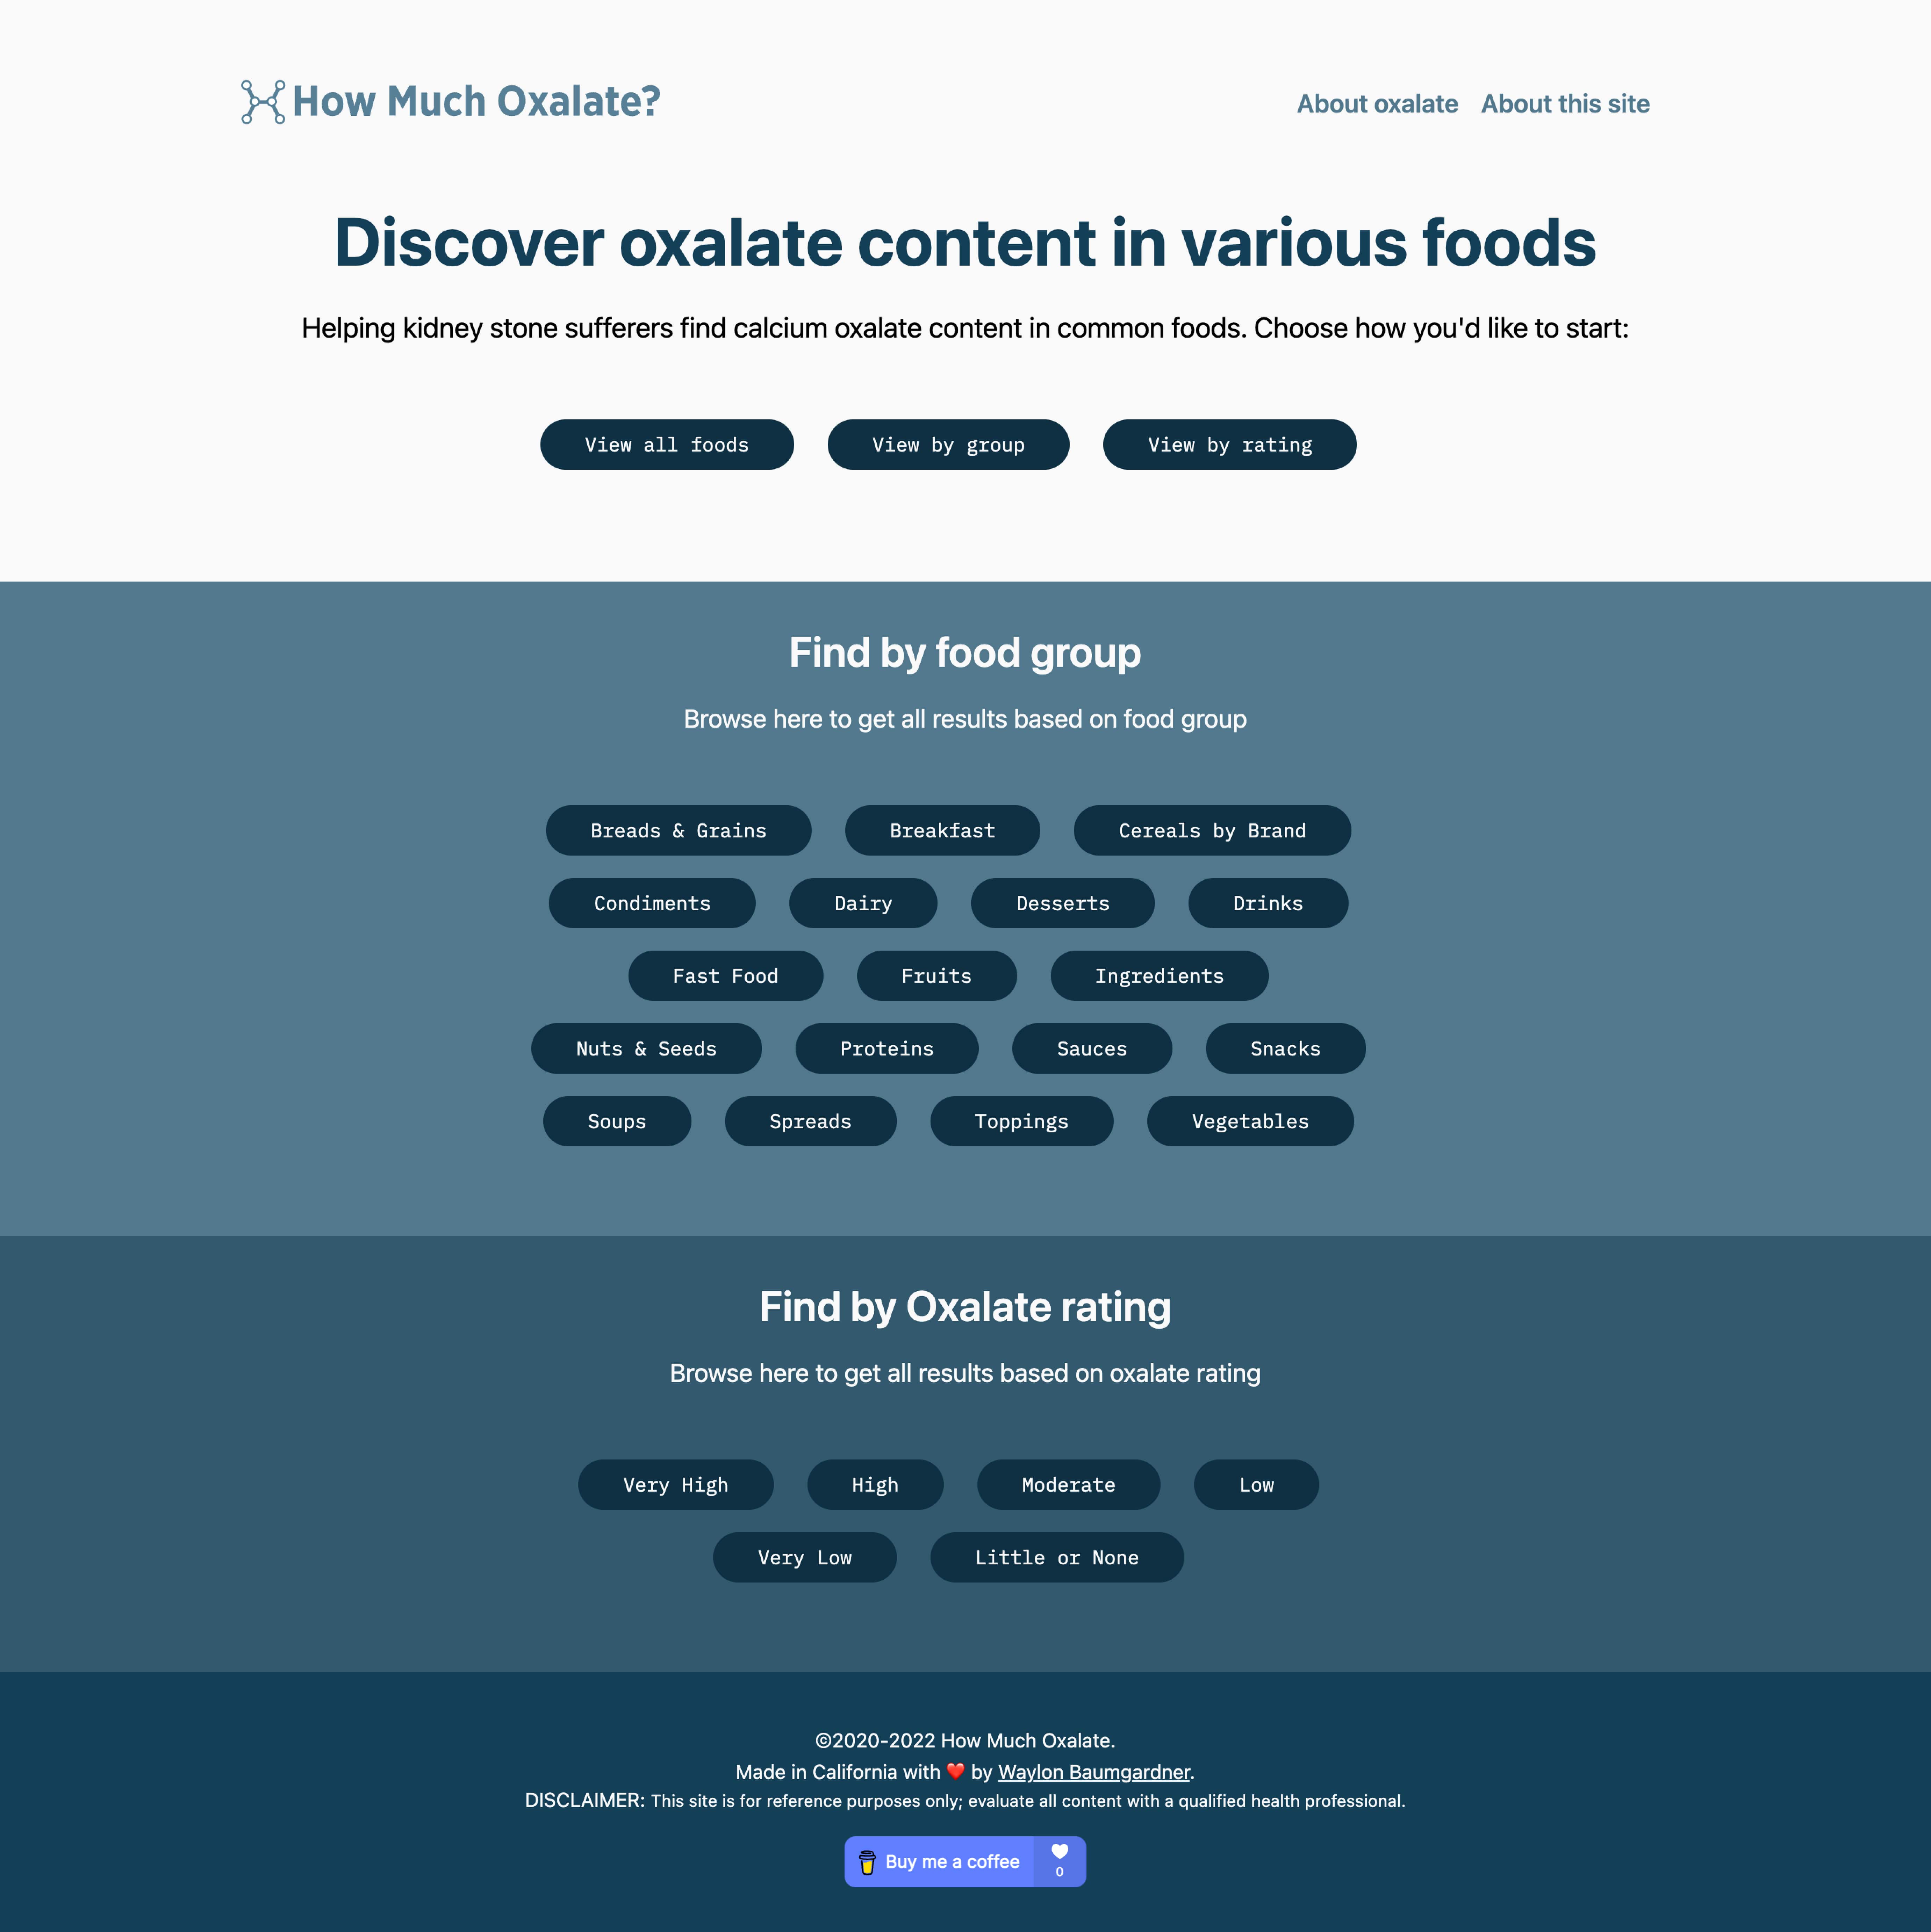 How Much Oxalate?
About oxalate About this site
Discover oxalate content in various foods
Helping kidney stone sufferers find calcium oxalate content in common foods. Choose how you'd like to start:
View all foods View by group View by rating
Find by food group
Browse here to get all results based on food group
Breads & Grains Breakfast Cereals by Brand
Condiments Dairy Desserts Drinks
Fast Food Fruits Ingredients
Nuts & Seeds Proteins Sauces Snacks
Soups Spreads Toppings Vegetables
Find by Oxalate rating
Browse here to get all results based on oxalate rating
Very High High Moderate Low
Very Low Little or None
©2020-2022 How Much Oxalate.
Made in California with ❤️ by Waylon Baumgardner.
DISCLAIMER: This site is for reference purposes only; evaluate all content with a qualified health professional.
Buy me a coffee
0